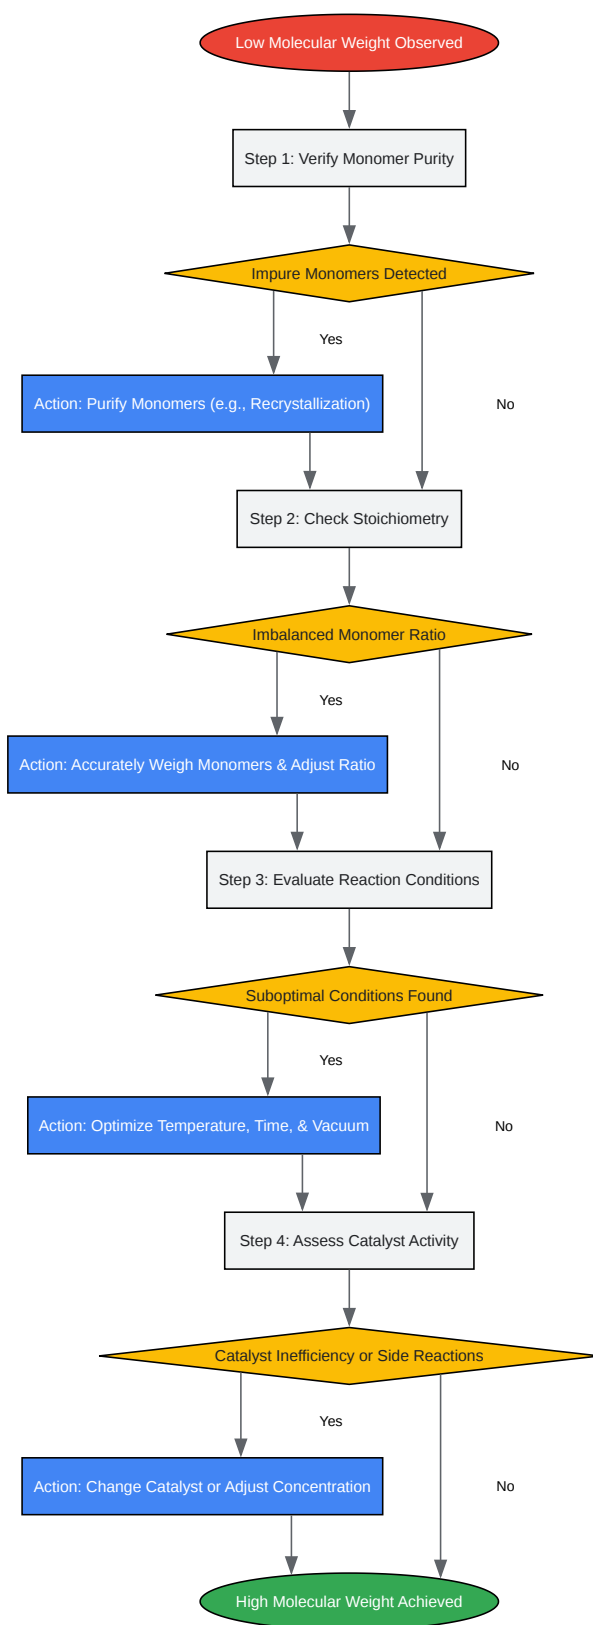 Low Molecular Weight Observed
Step 1: Verify Monomer Purity
Impure Monomers Detected
Yes
Action: Purify Monomers (e.g., Recrystallization)
No
Step 2: Check Stoichiometry
Imbalanced Monomer Ratio
Yes
Action: Accurately Weigh Monomers & Adjust Ratio
No
Step 3: Evaluate Reaction Conditions
Suboptimal Conditions Found
Yes
Action: Optimize Temperature, Time, & Vacuum
No
Step 4: Assess Catalyst Activity
Catalyst Inefficiency or Side Reactions
Yes
Action: Change Catalyst or Adjust Concentration
No
High Molecular Weight Achieved